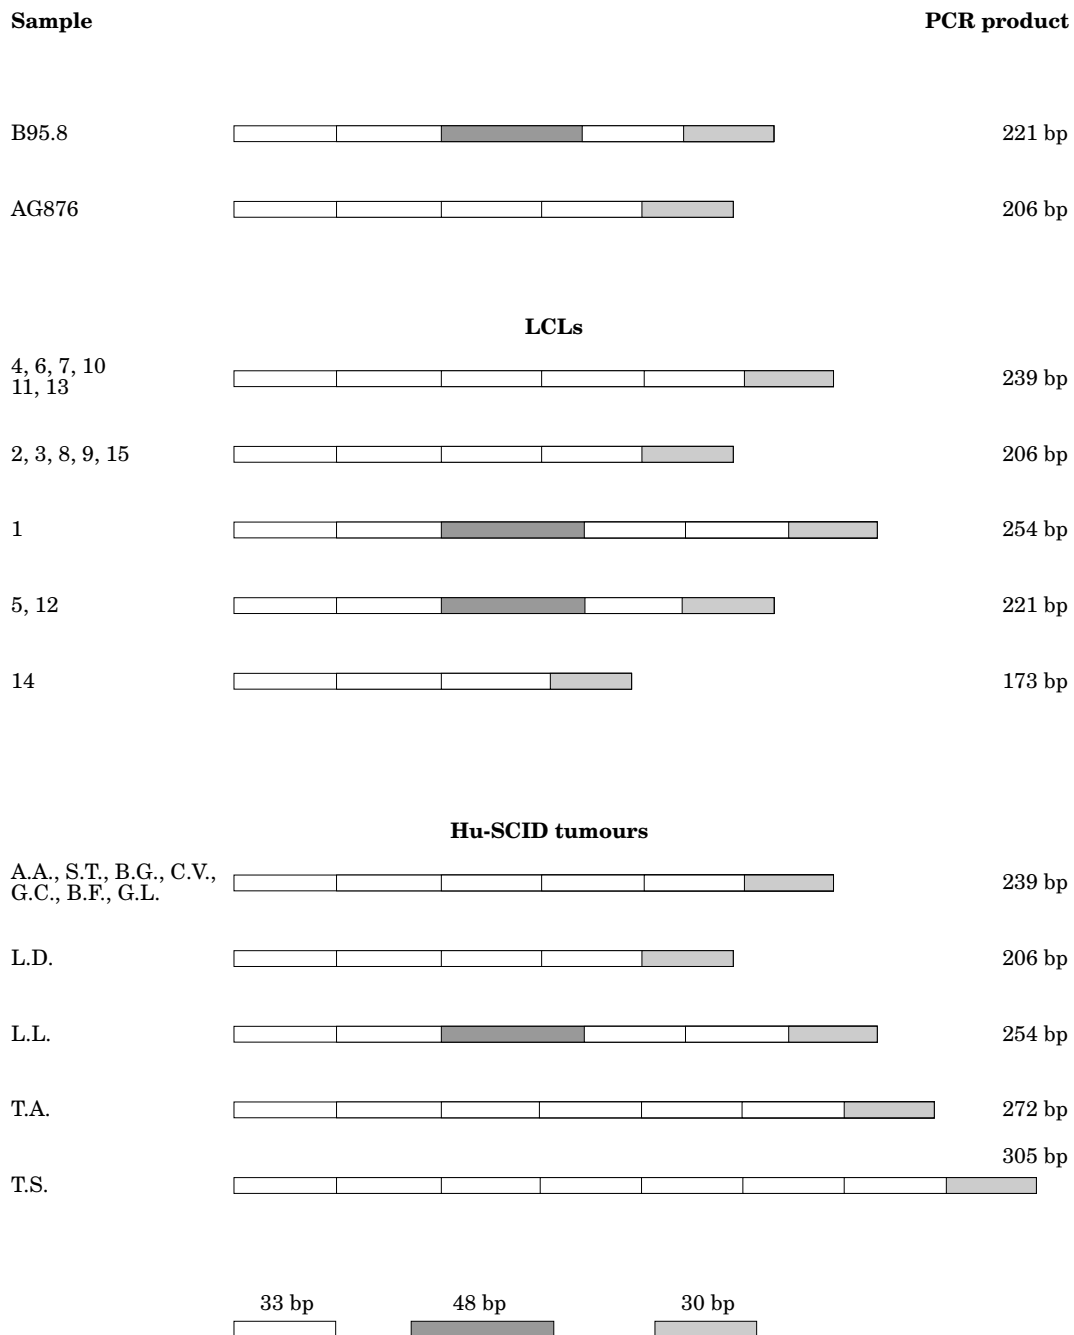 Sample PCR product
B95.8 221 bp
AG876 206 bp
LCLs
4, 6, 7, 10
11, 13 239 bp
2, 3, 8, 9, 15 206 bp
1 254 bp
5, 12 221 bp
14 173 bp
Hu-SCID tumours
A.A., S.T., B.G., C.V.,
G.C., B.F., G.L. 239 bp
L.D. 206 bp
L.L. 254 bp
T.A. 272 bp
305 bp
T.S.
33 bp 48 bp 30 bp